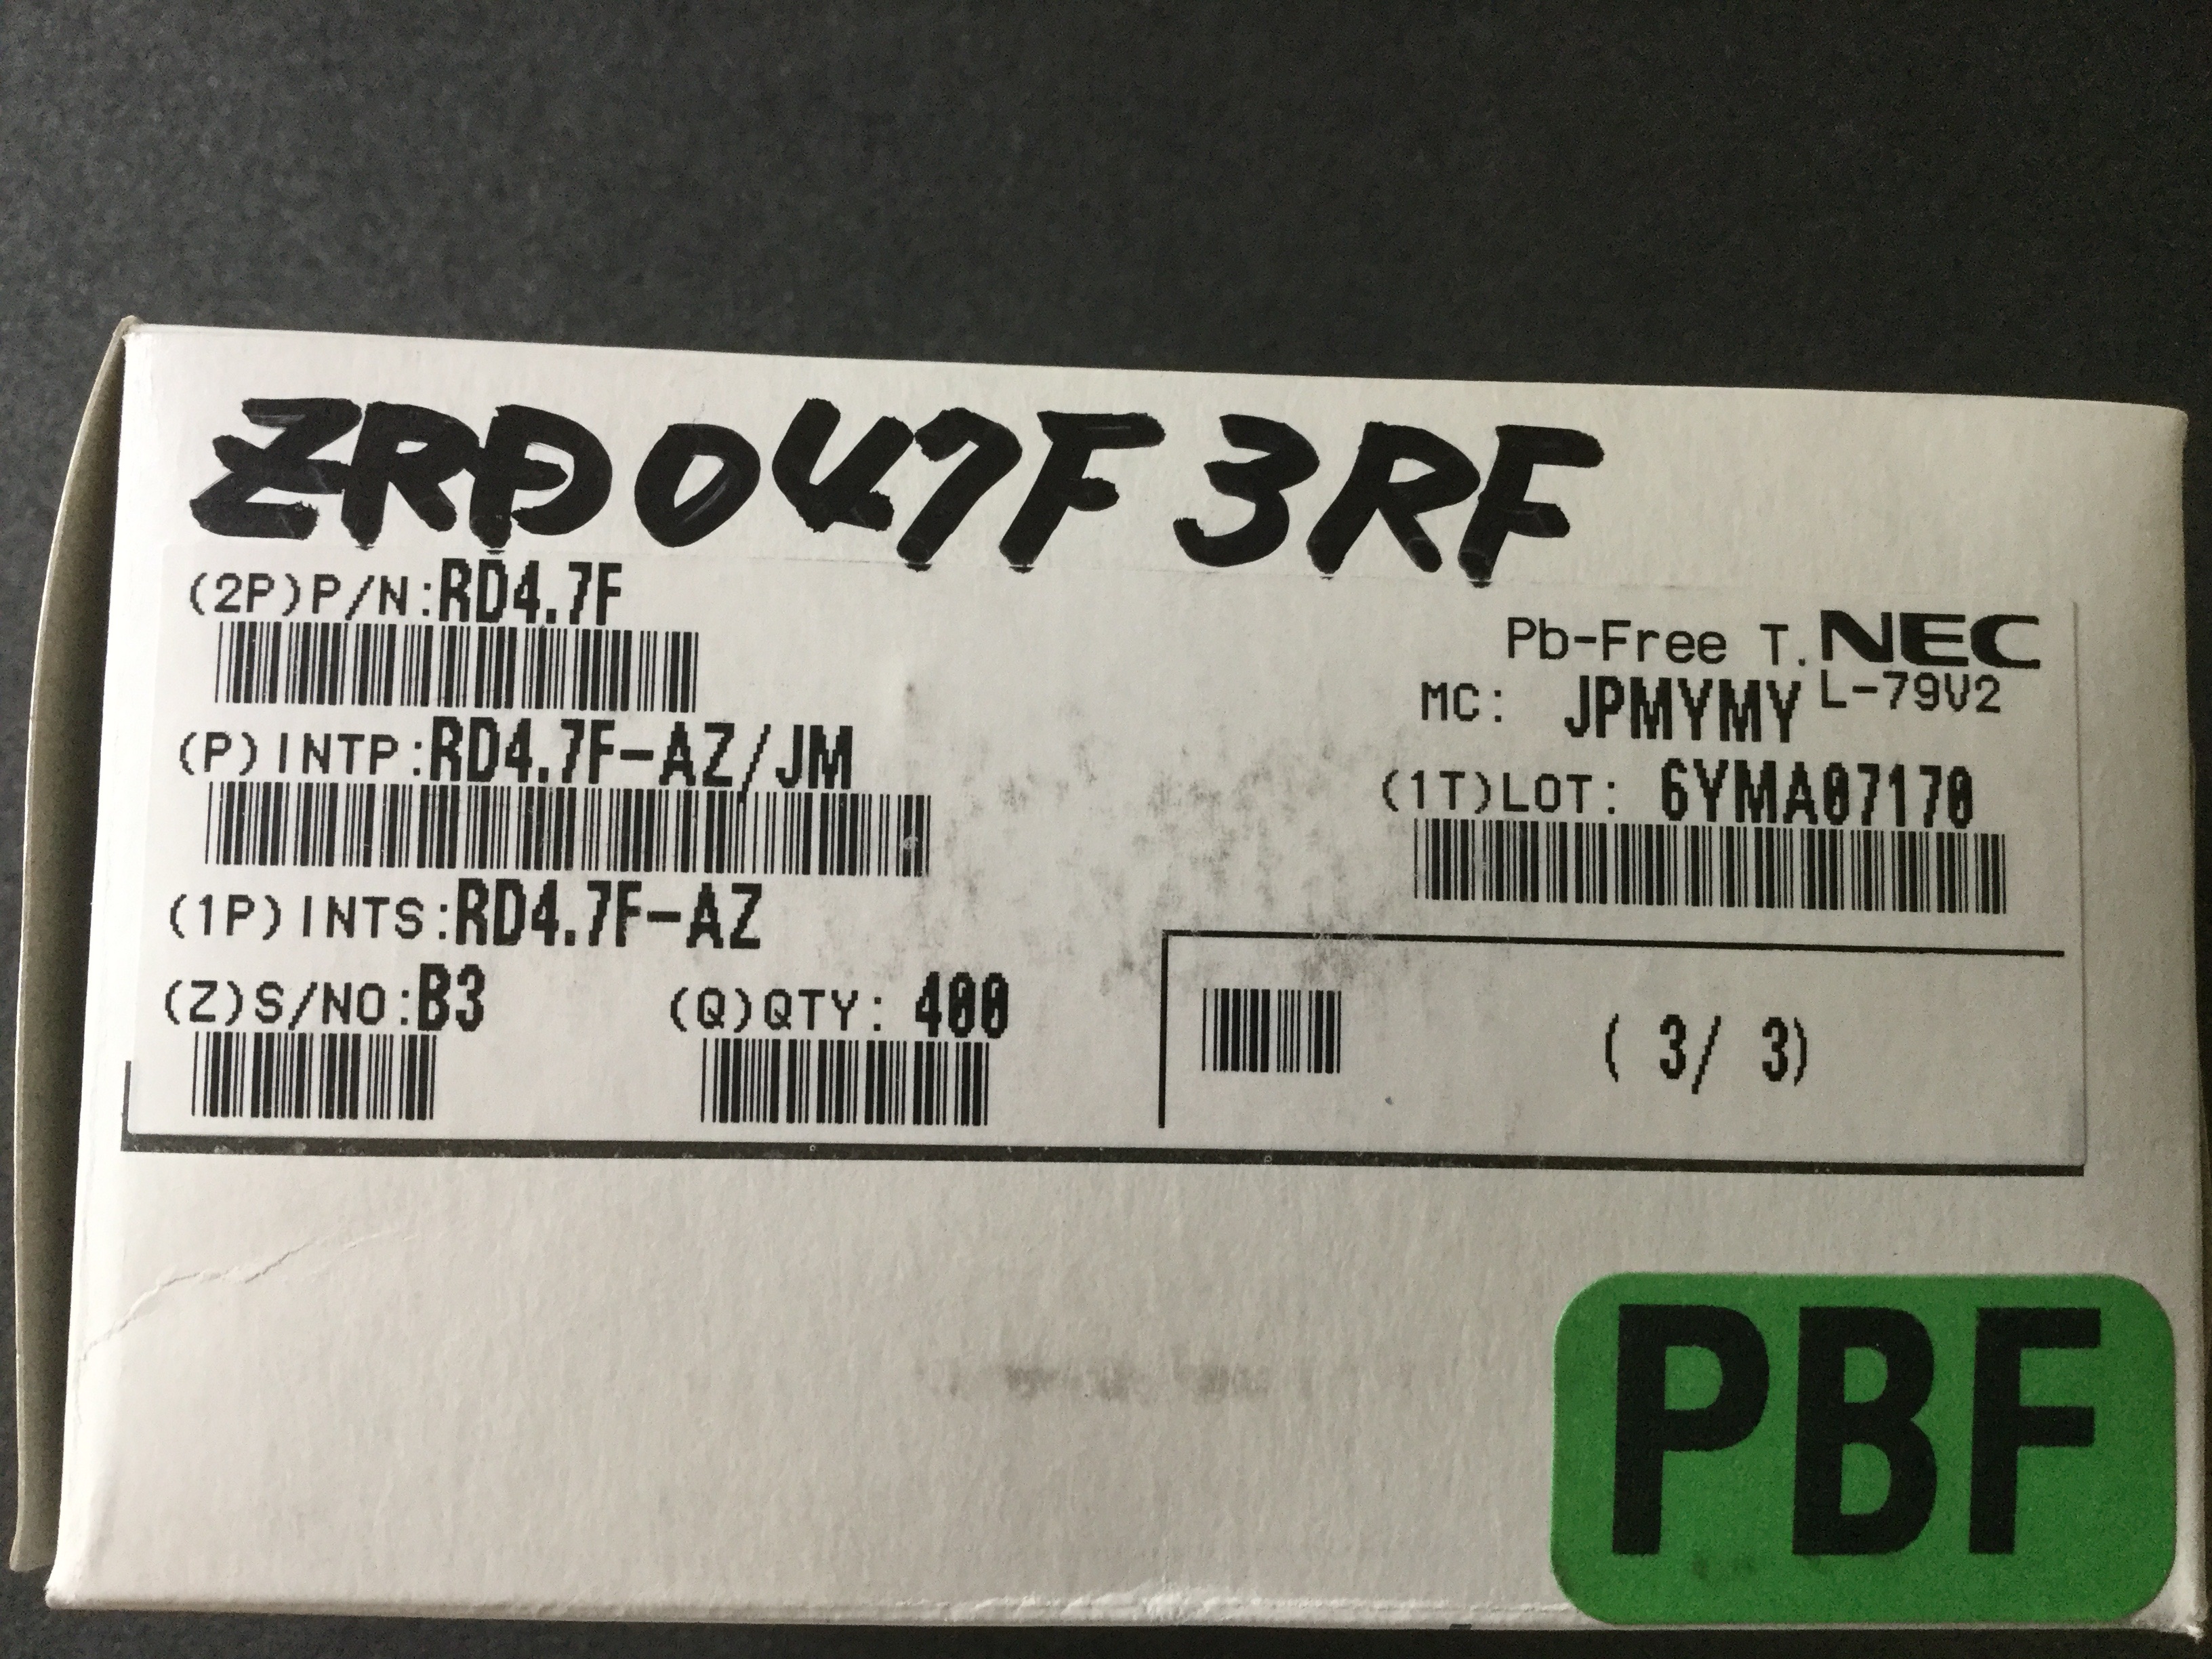 ZRD047F3RF
(2P)P/N:RD4.7F
Pb-Free T. NEC
MC: JPMYMY L-79V2
(P)INTP:RD4.7F-AZ/JM
(1T)LOT: 6YMA07170
(1P)INTS:RD4.7F-AZ
(Z)S/NO:B3 (Q)QTY: 400
( 3/ 3)
PBF